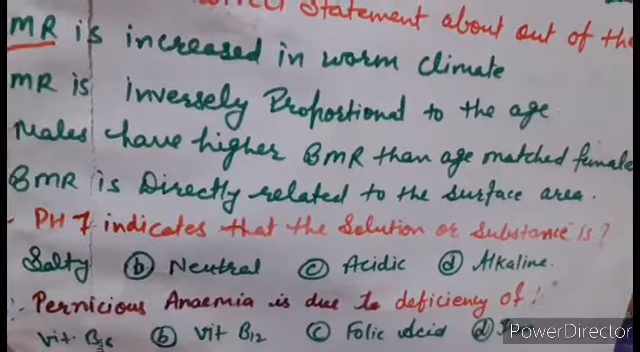 Statement about out of the
MR is increased in worm climate
MR is inversely Proportional to the age.
Males have higher BMR than age matched female
BMR is Directly related to the surface area.
PH 7 indicates that the Solution or Substance is?
Salty (b) Neutral (c) Acidic (d) Alkaline.
Pernicious Anaemia is due to deficiency of :
Vit. (b) Vit B12 (c) Folic Acid (d)
PowerDirector